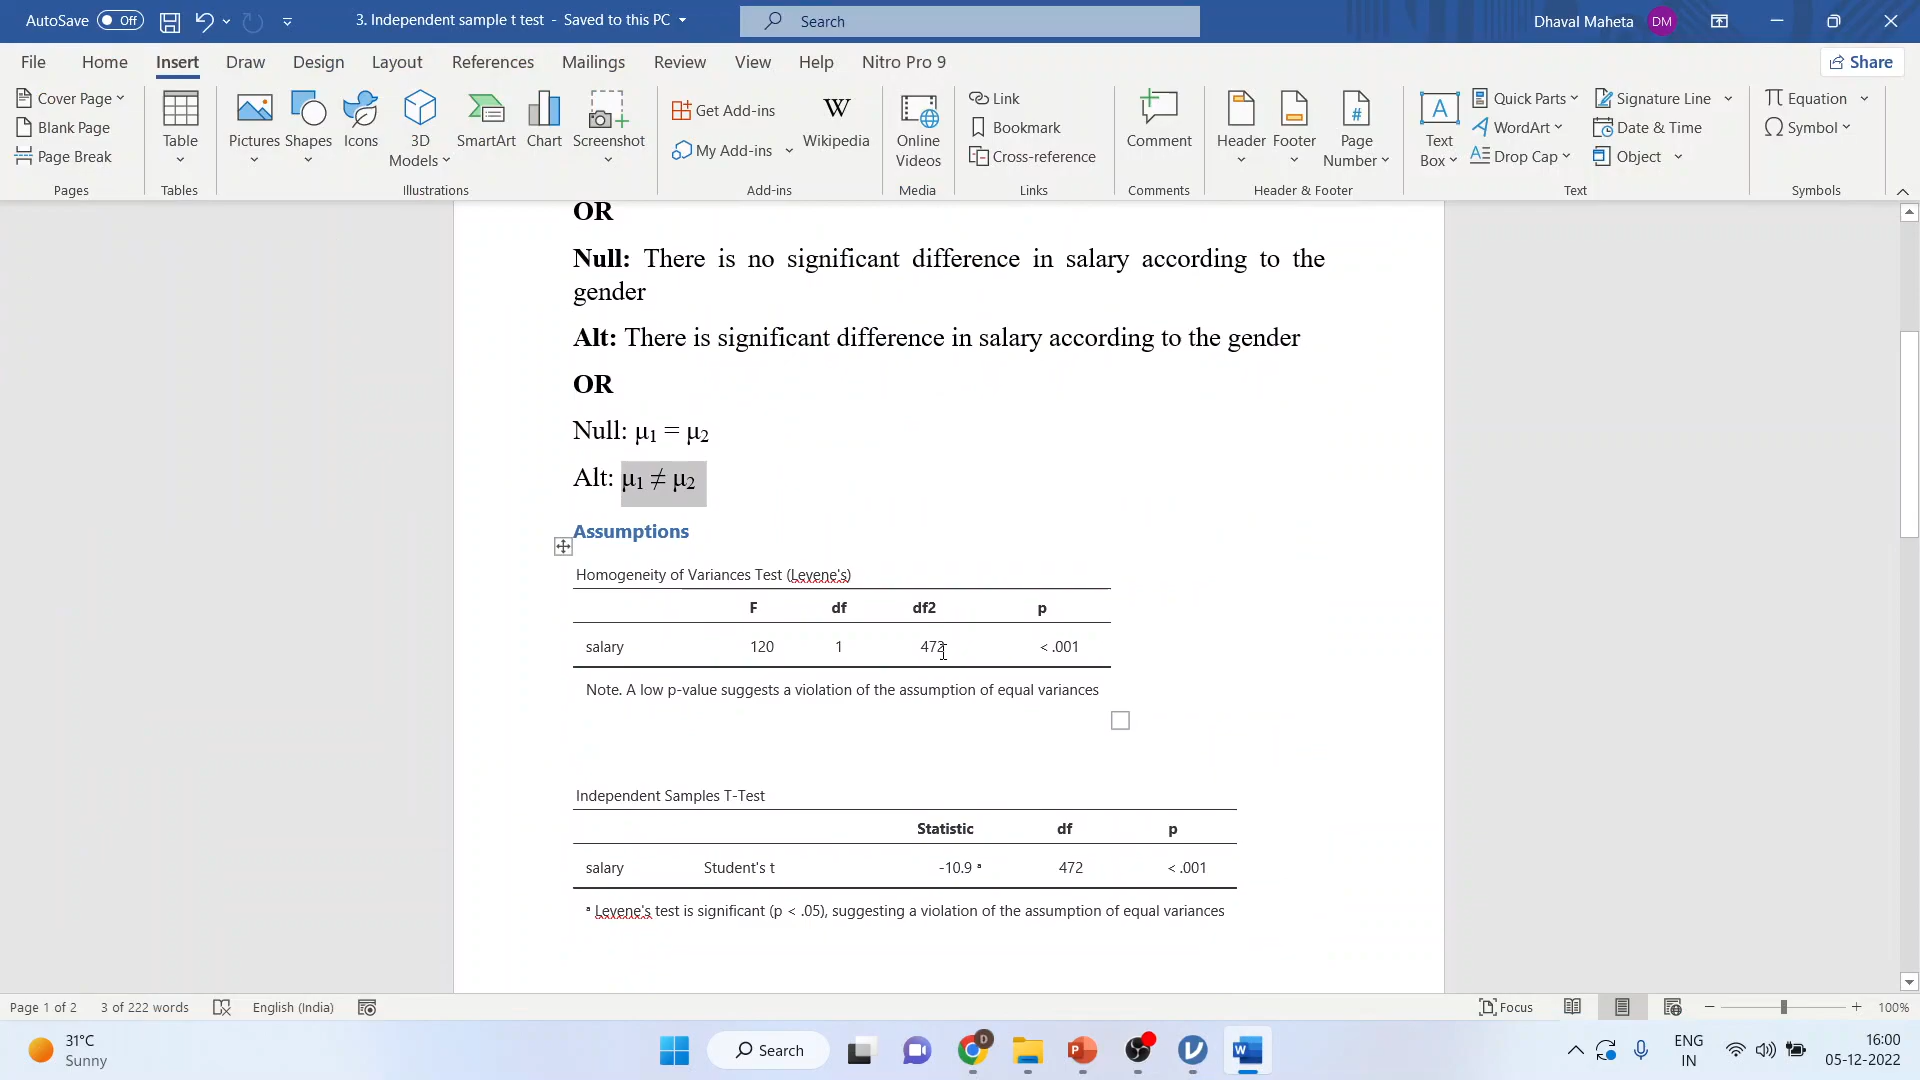 AutoSave Off 3. Independent sample t test - Saved to this PC Search Dhaval Maheta DM
File Home Insert Draw Design Layout References Mailings Review View Help Nitro Pro 9 Share
Cover Page
Blank Page
Page Break
Pages
Table
Tables
Pictures Shapes Icons 3D Models SmartArt Chart Screenshot
Illustrations
Get Add-ins
My Add-ins
Wikipedia
Add-ins
Online Videos
Media
Link
Bookmark
Cross-reference
Links
Comment
Comments
Header Footer Page Number
Header & Footer
Text Box
Quick Parts
WordArt
Drop Cap
Signature Line
Date & Time
Object
Text
Equation
Symbol
Symbols
OR
Null: There is no significant difference in salary according to the
gender
Alt: There is significant difference in salary according to the gender
OR
Null: μ1 = μ2
Alt: μ1 ≠ μ2
Assumptions
Homogeneity of Variances Test (Levene's)
F df df2 p
salary 120 1 472 < .001
Note. A low p-value suggests a violation of the assumption of equal variances
Independent Samples T-Test
Statistic df p
salary Student's t -10.9 ª 472 < .001
ª Levene's test is significant (p < .05), suggesting a violation of the assumption of equal variances
Page 1 of 2 3 of 222 words English (India) Focus 100%
31°C
Sunny
Search
ENG
IN
16:00
05-12-2022